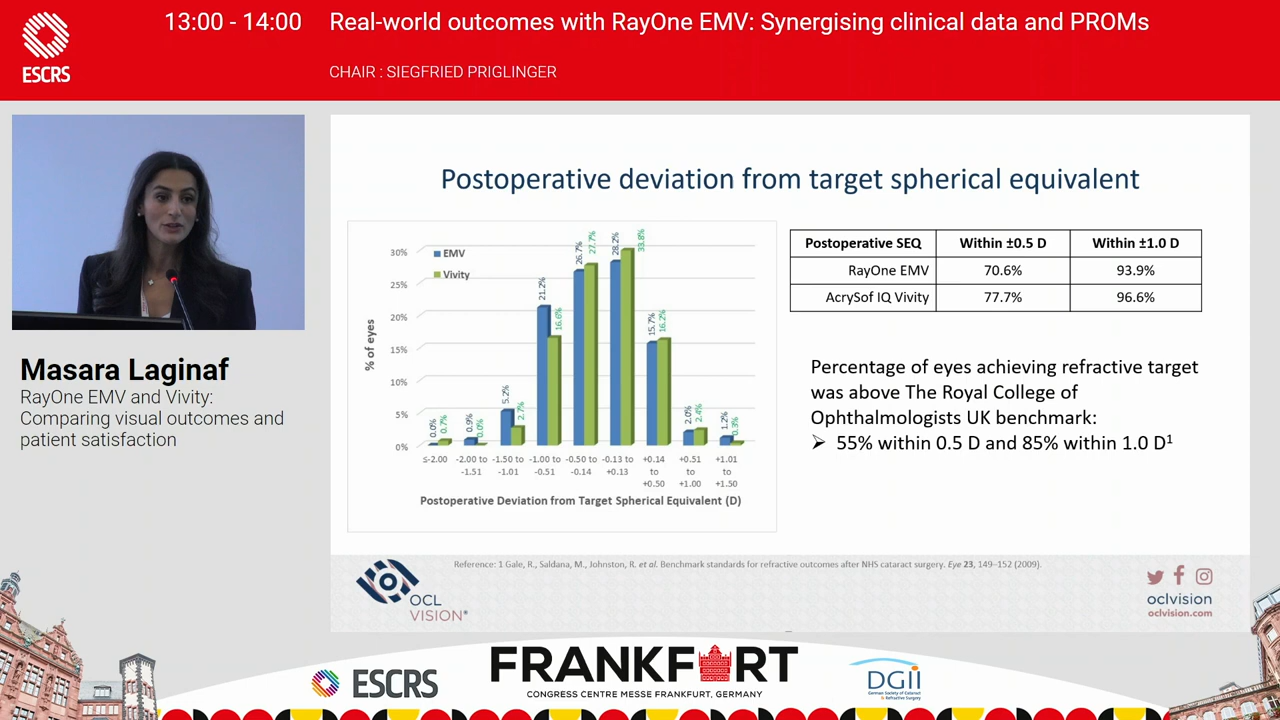 13:00 - 14:00 Real-world outcomes with RayOne EMV: Synergising clinical data and PROMs
ESCRS
CHAIR : SIEGFRIED PRIGLINGER
Masara Laginaf
RayOne EMV and Vivity:
Comparing visual outcomes and
patient satisfaction
Postoperative deviation from target spherical equivalent
EMV
Vivity
% of eyes
30%
25%
20%
15%
10%
5%
0%
0.0% 0.7% 0.9% 0.0% 5.2% 2.7% 21.2% 16.6% 26.7% 27.7% 28.2% 33.8% 15.7% 16.2% 2.0% 2.4% 1.2% 0.3%
≤-2.00 -2.00 to -1.50 to -1.00 to -0.50 to -0.13 to +0.14 +0.51 +1.01
-1.51 -1.01 -0.51 -0.14 +0.13 to to to
+0.50 +1.00 +1.50
Postoperative Deviation from Target Spherical Equivalent (D)
Postoperative SEQ Within ±0.5 D Within ±1.0 D
RayOne EMV 70.6% 93.9%
AcrySof IQ Vivity 77.7% 96.6%
Percentage of eyes achieving refractive target
was above The Royal College of
Ophthalmologists UK benchmark:
➢ 55% within 0.5 D and 85% within 1.0 D¹
Reference: 1 Gale, R., Saldana, M., Johnston, R. et al. Benchmark standards for refractive outcomes after NHS cataract surgery. Eye 23, 149–152 (2009).
OCL
VISION®
oclvision
oclvision.com
ESCRS
FRANKFURT
CONGRESS CENTRE MESSE FRANKFURT, GERMANY
DGII
German Society of Cataract
& Refractive Surgery